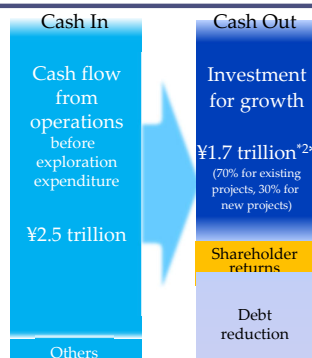 Cash In
Cash flow
from
operations
before
exploration
expenditure
¥2.5 trillion
Others
Cash Out
Investment
for growth
¥1.7 trillion*2*
(70% for existing
projects, 30% for
new projects)
Shareholder
returns
Debt
reduction